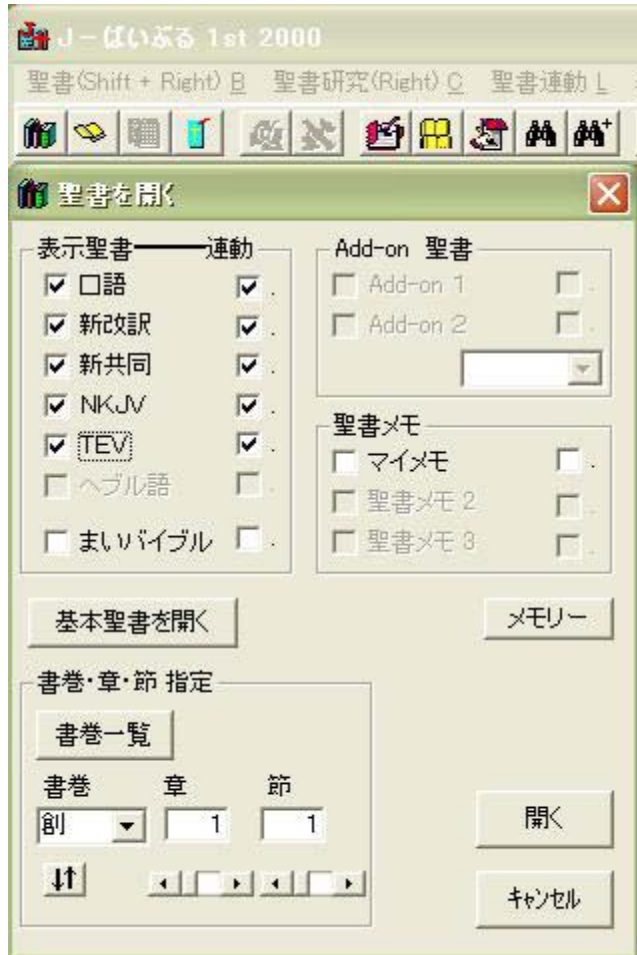 J－ばいぶる 1st 2000
聖書(Shift + Right) B 聖書研究(Right) C 聖書連動 L
聖書を開く
表示聖書 連動
口語 .
新改訳 .
新共同 .
NKJV .
TEV .
ヘブル語 .
まいバイブル .
Add-on 聖書
Add-on 1 .
Add-on 2 .
聖書メモ
マイメモ .
聖書メモ 2 .
聖書メモ 3 .
基本聖書を開く
メモリー
書巻・章・節 指定
書巻一覧
書巻 章 節
創 1 1
開く
キャンセル